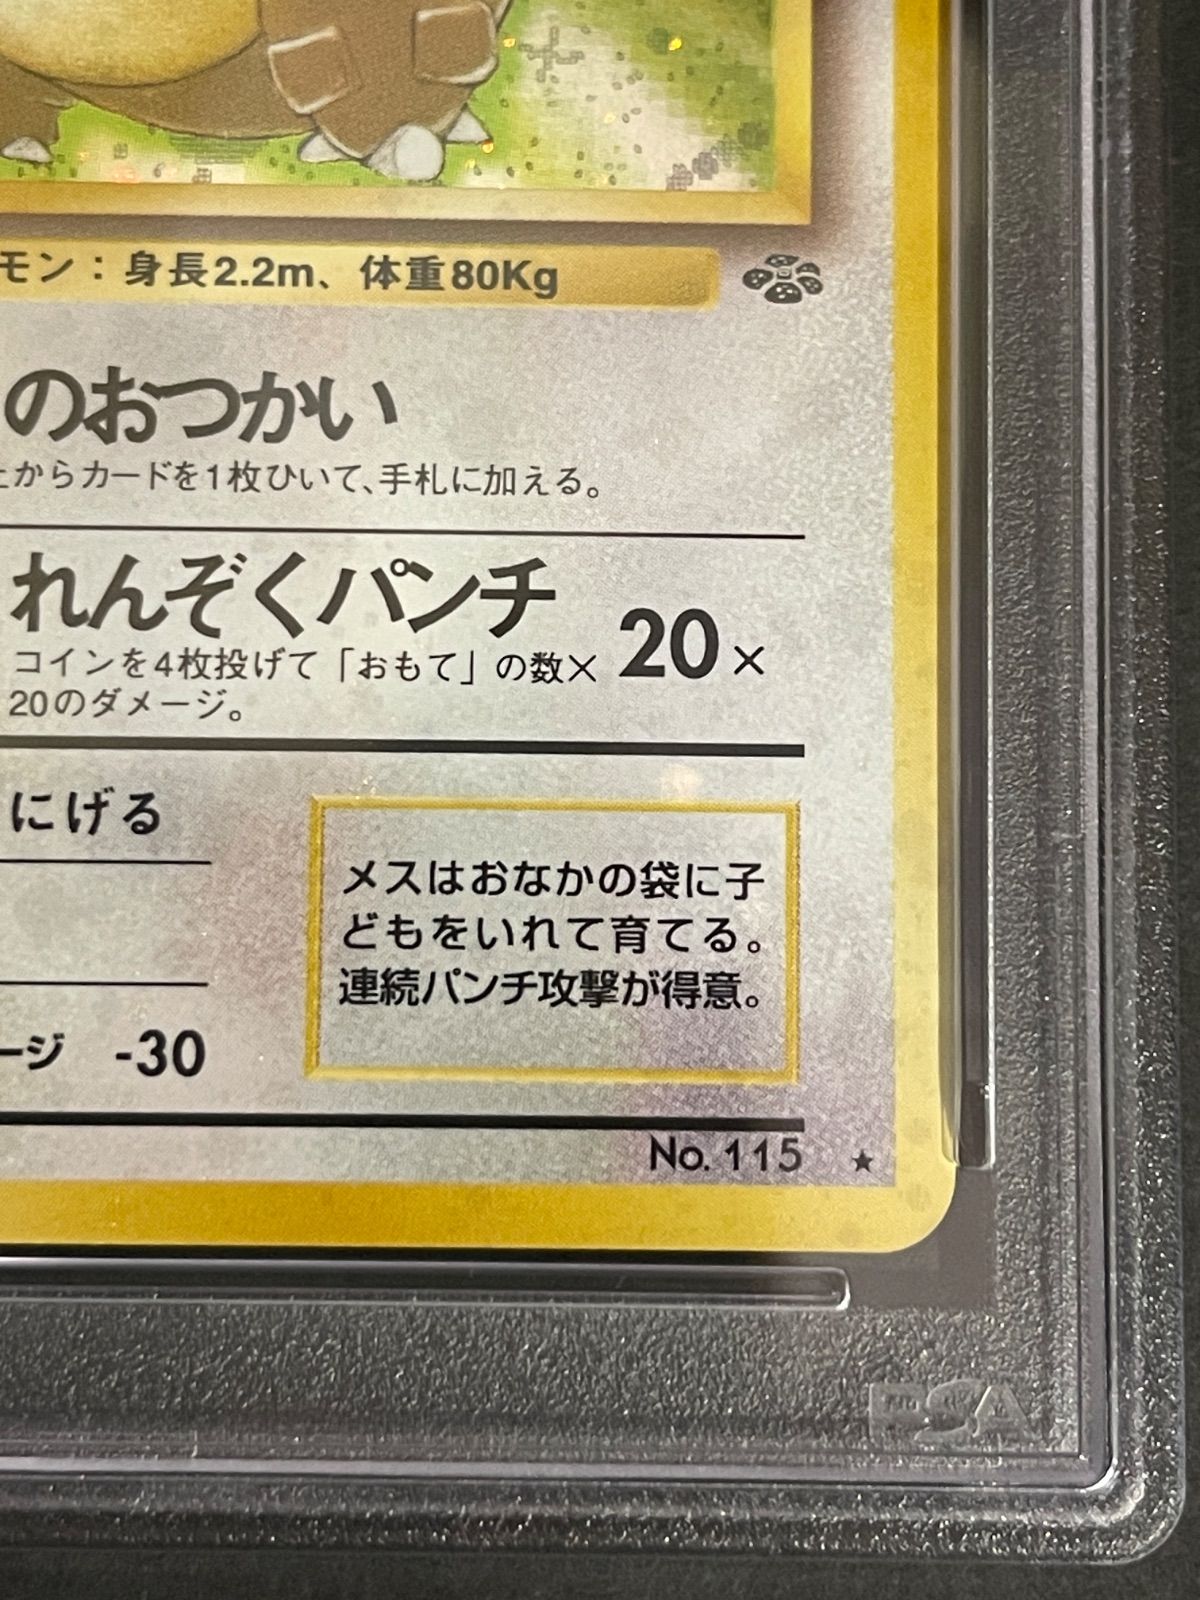 モン：身長2.2m、体重80Kg
のおつかい
上からカードを1枚ひいて、手札に加える。
れんぞくパンチ
コインを4枚投げて「おもて」の数×
20のダメージ。
20×
にげる
メスはおなかの袋に子
どもをいれて育てる。
連続パンチ攻撃が得意。
ージ -30
No. 115 ★
PSA